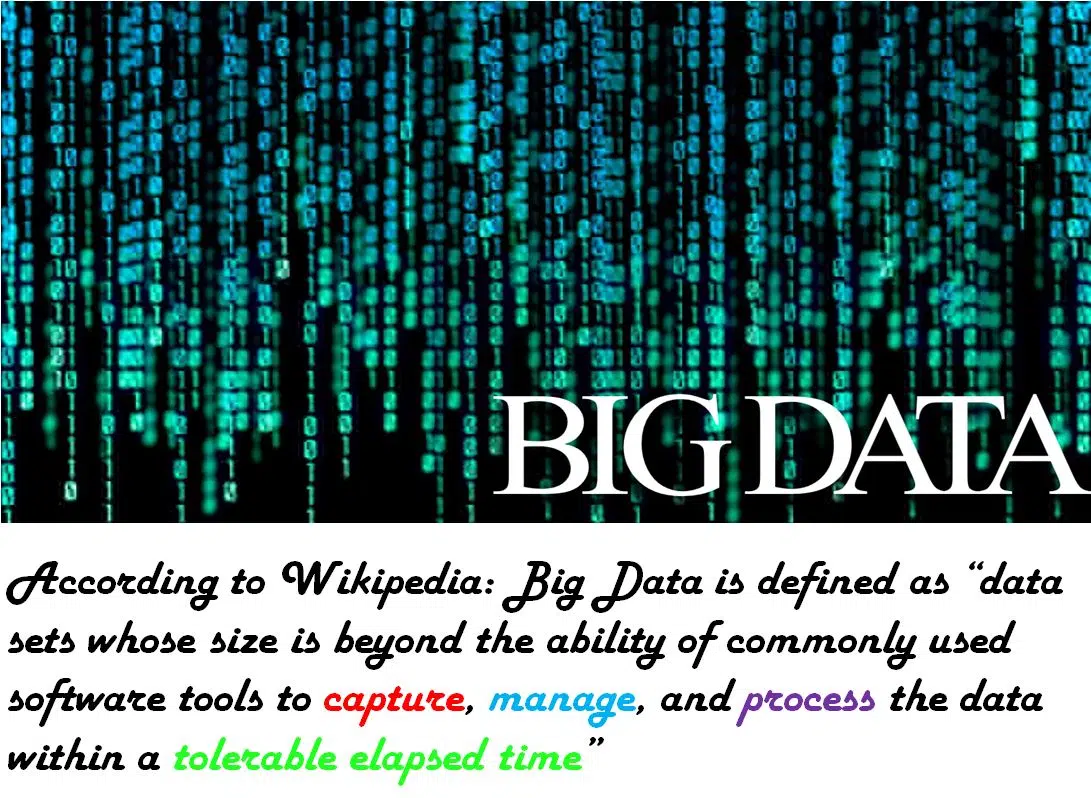 BIG DATA
According to Wikipedia: Big Data is defined as “data
sets whose size is beyond the ability of commonly used
software tools to capture, manage, and process the data
within a tolerable elapsed time”